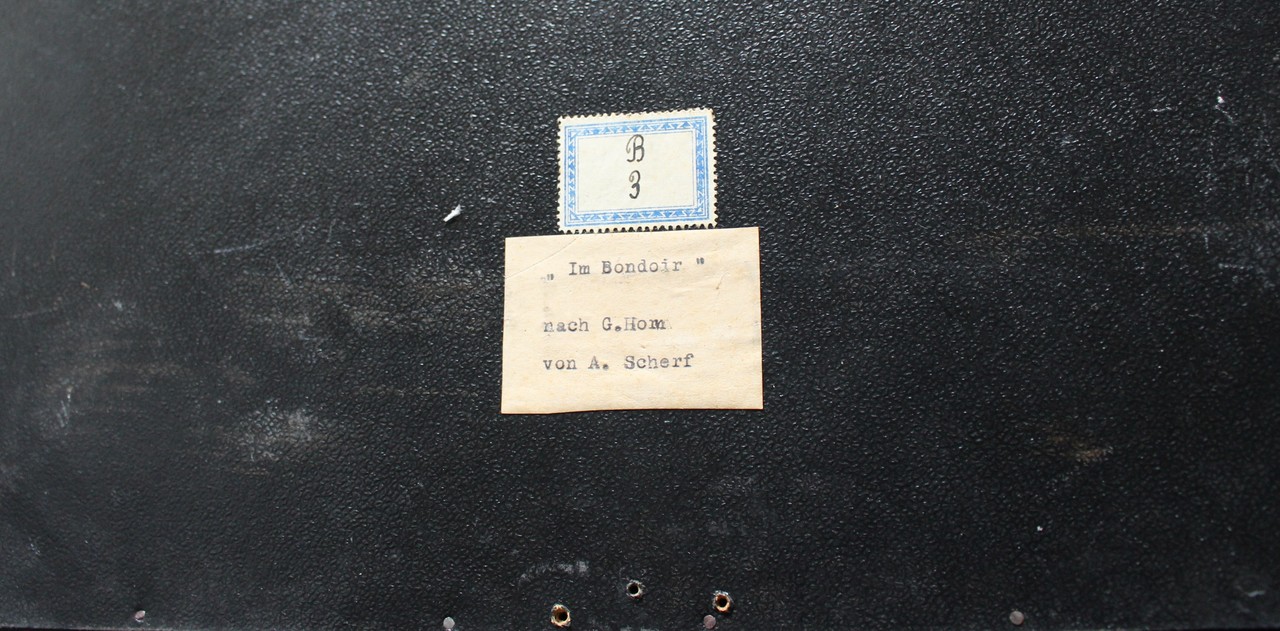 B
3
„ Im Bondoir "
nach G.Hom
von A. Scherf